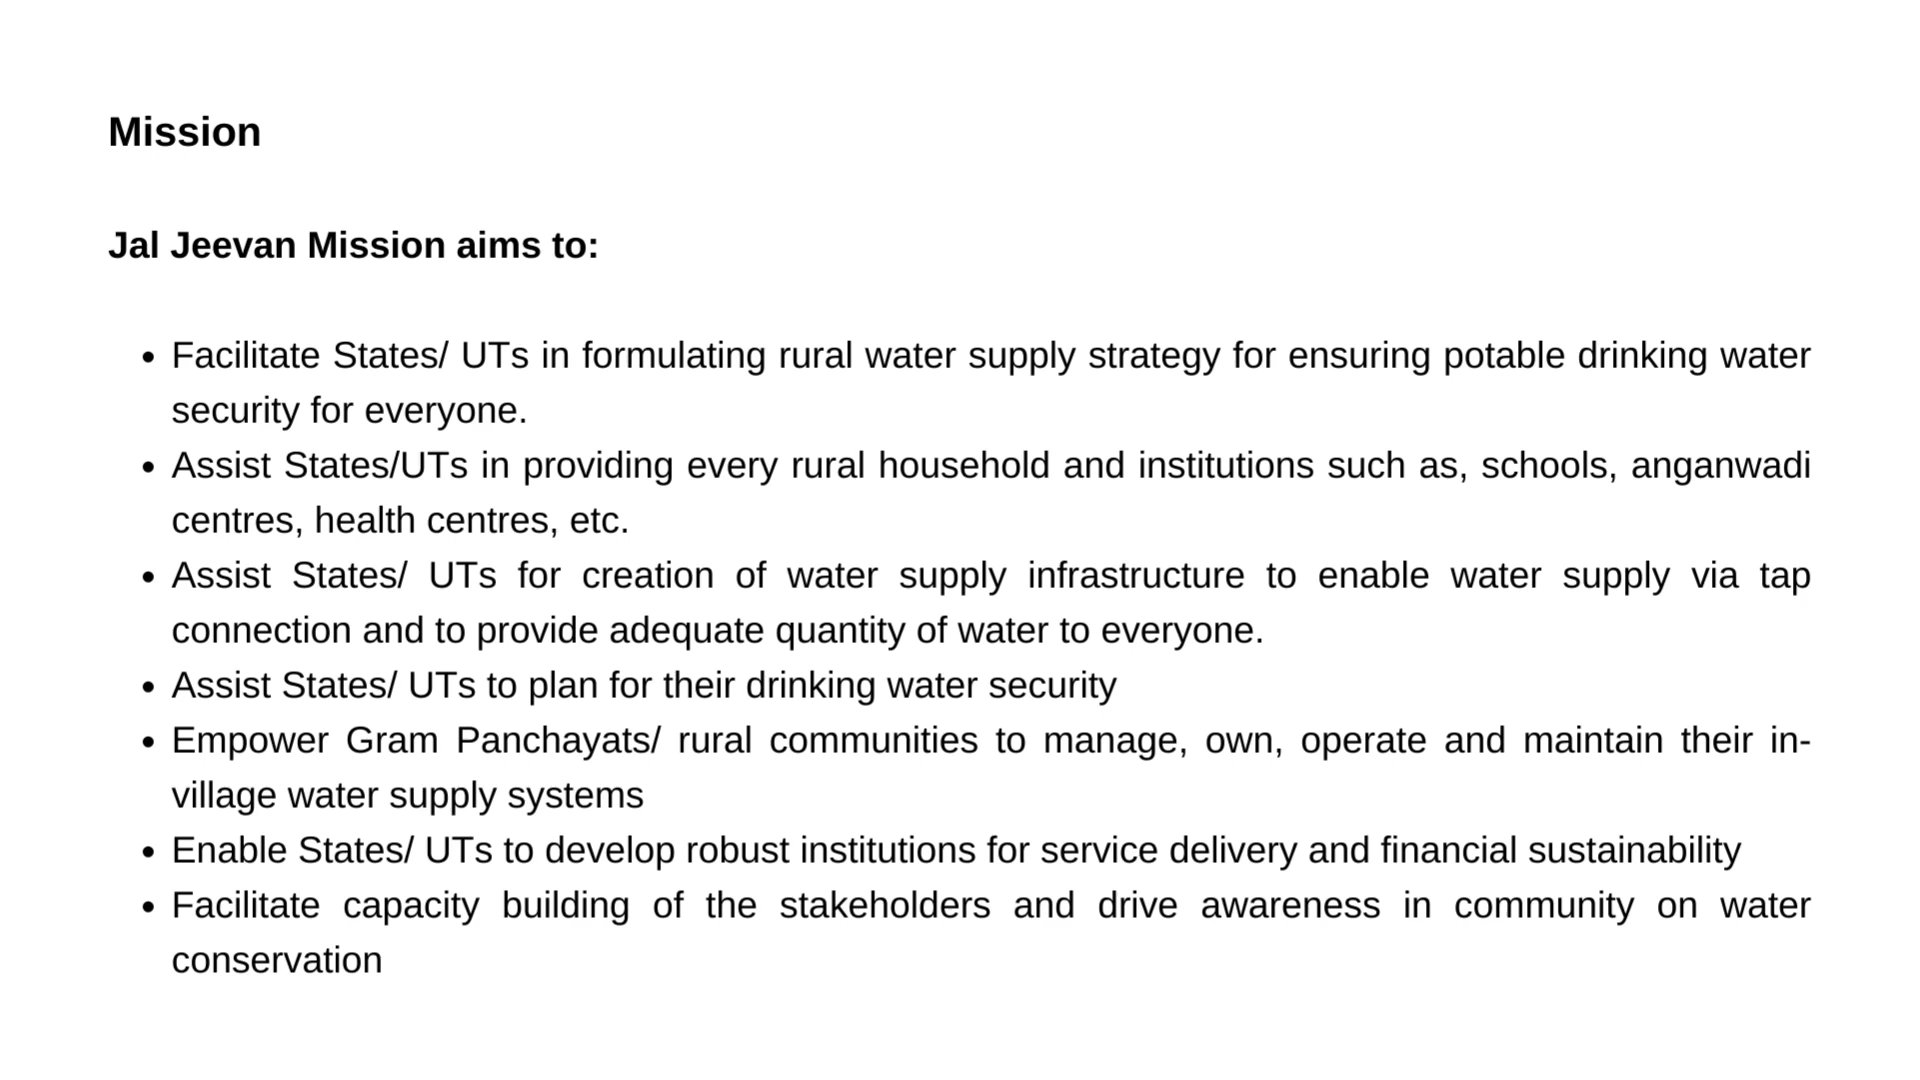 Mission
Jal Jeevan Mission aims to:
• Facilitate States/ UTs in formulating rural water supply strategy for ensuring potable drinking water
security for everyone.
• Assist States/UTs in providing every rural household and institutions such as, schools, anganwadi
centres, health centres, etc.
• Assist States/ UTs for creation of water supply infrastructure to enable water supply via tap
connection and to provide adequate quantity of water to everyone.
• Assist States/ UTs to plan for their drinking water security
• Empower Gram Panchayats/ rural communities to manage, own, operate and maintain their in-
village water supply systems
• Enable States/ UTs to develop robust institutions for service delivery and financial sustainability
• Facilitate capacity building of the stakeholders and drive awareness in community on water
conservation